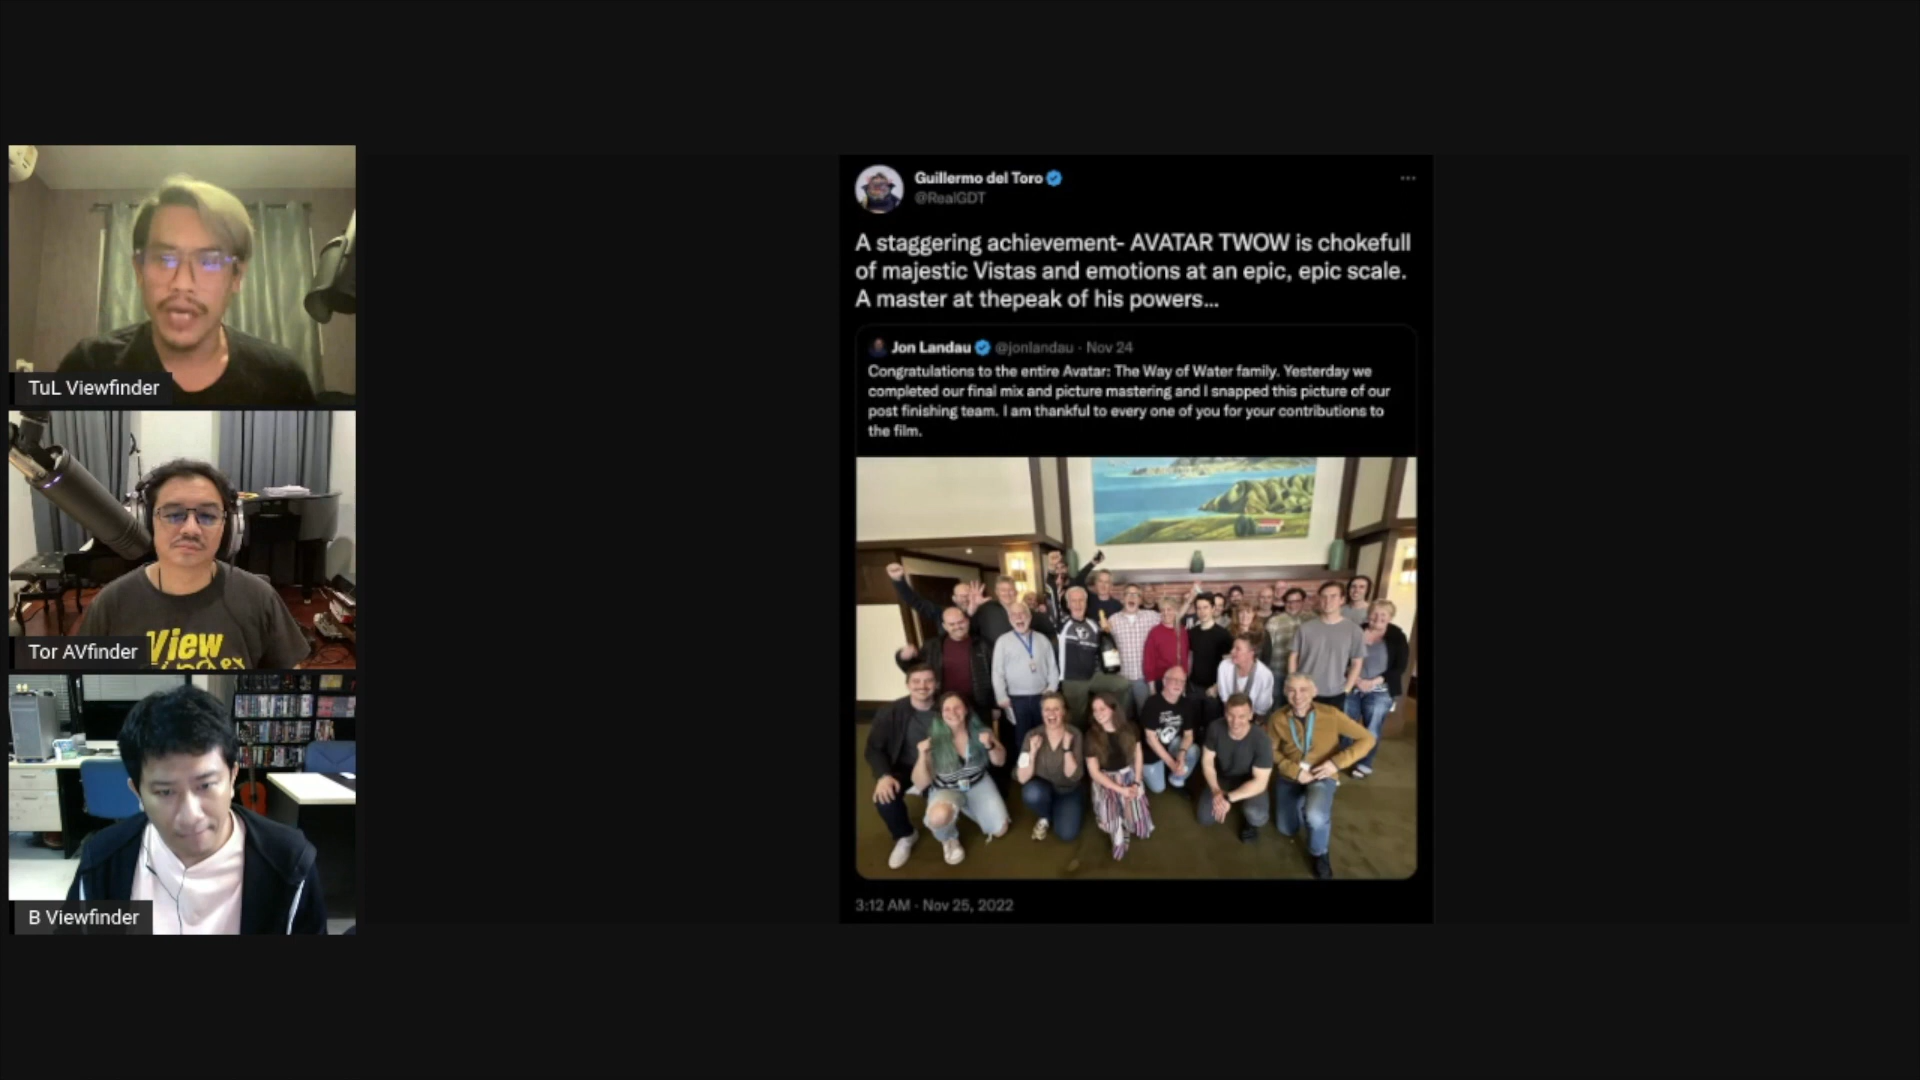 TuL Viewfinder
View
Tor AVfinder
B Viewfinder
Guillermo del Toro
@RealGDT
A staggering achievement- AVATAR TWOW is chokefull
of majestic Vistas and emotions at an epic, epic scale.
A master at thepeak of his powers...
Jon Landau @jonlandau · Nov 24
Congratulations to the entire Avatar: The Way of Water family. Yesterday we
completed our final mix and picture mastering and I snapped this picture of our
post finishing team. I am thankful to every one of you for your contributions to
the film.
3:12 AM · Nov 25, 2022